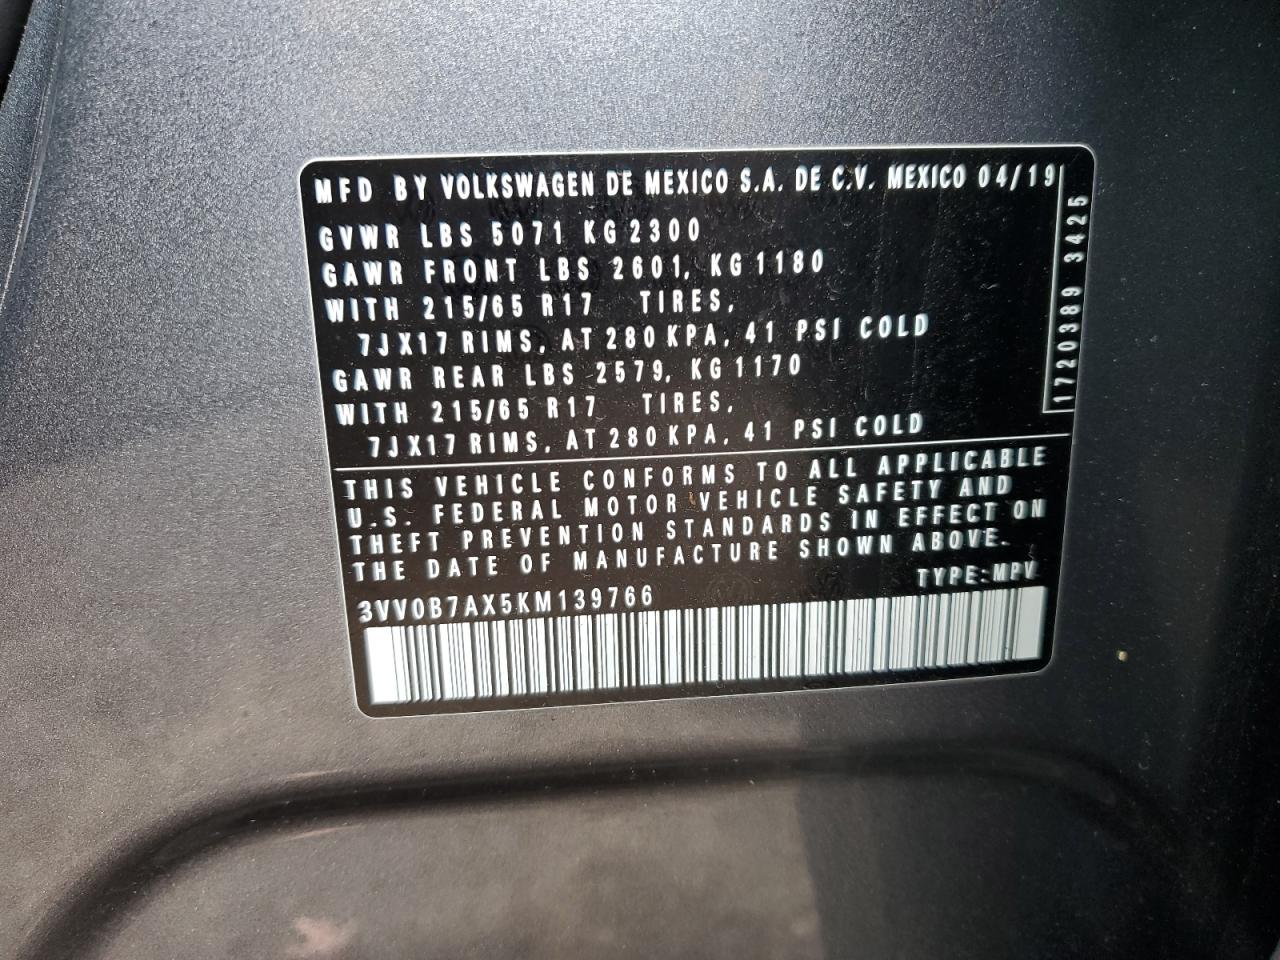 MFD BY VOLKSWAGEN DE MEXICO S.A. DE C.V. MEXICO 04/19
GVWR LBS 5071 KG 2300
GAWR FRONT LBS 2601, KG 1180
WITH 215/65 R17 TIRES,
7JX17 RIMS, AT 280 KPA, 41 PSI COLD
GAWR REAR LBS 2579, KG 1170
WITH 215/65 R17 TIRES,
7JX17 RIMS, AT 280 KPA, 41 PSI COLD
1720389 3425
THIS VEHICLE CONFORMS TO ALL APPLICABLE
U.S. FEDERAL MOTOR VEHICLE SAFETY AND
THEFT PREVENTION STANDARDS IN EFFECT ON
THE DATE OF MANUFACTURE SHOWN ABOVE.
TYPE: MPV
3VV0B7AX5KM139766